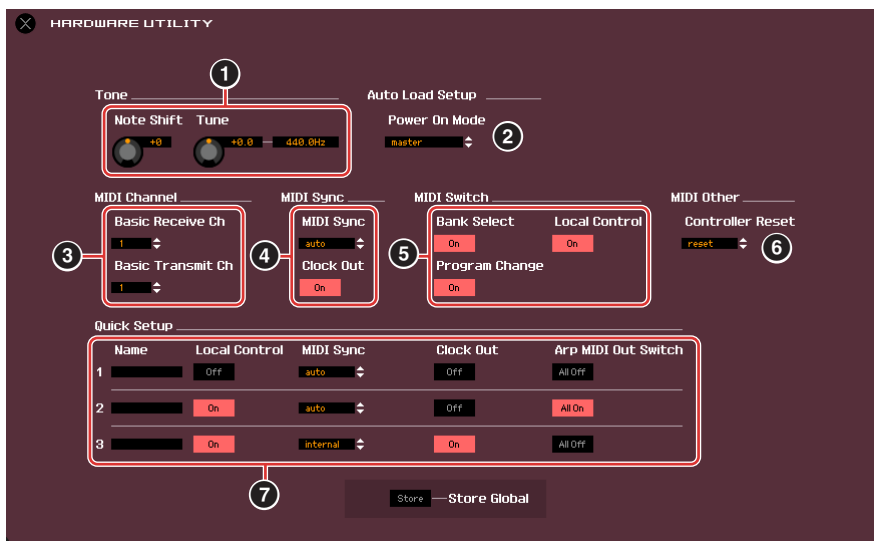 HARDWARE UTILITY
1
Tone
Auto Load Setup
Note Shift Tune
Power On Mode
+0 +0.0 440.0Hz
master
2
MIDI Channel MIDI Sync MIDI Switch MIDI Other
Basic Receive Ch MIDI Sync Bank Select Local Control Controller Reset
1 auto On On reset
3 4 5 6
Basic Transmit Ch Clock Out Program Change
1 On On
Quick Setup
Name Local Control MIDI Sync Clock Out Arp MIDI Out Switch
1 Off auto Off All Off
2 On auto Off All On
3 On internal On All Off
7
Store Store Global